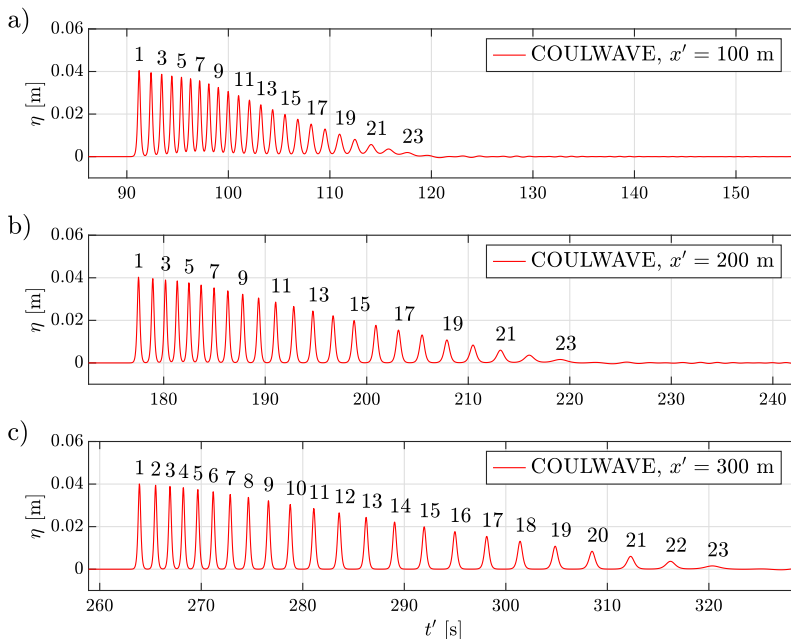 a)
0.06
0.04
0.02
0
η [m]
1 3 5 7 9 11 13 15 17 19 21 23
COULWAVE, x′ = 100 m
90 100 110 120 130 140 150
b)
0.06
0.04
0.02
0
η [m]
1 3 5 7 9 11 13 15 17 19 21 23
COULWAVE, x′ = 200 m
180 190 200 210 220 230 240
c)
0.06
0.04
0.02
0
η [m]
1 2 3 4 5 6 7 8 9 10 11 12 13 14 15 16 17 18 19 20 21 22 23
COULWAVE, x′ = 300 m
260 270 280 290 300 310 320
t′ [s]